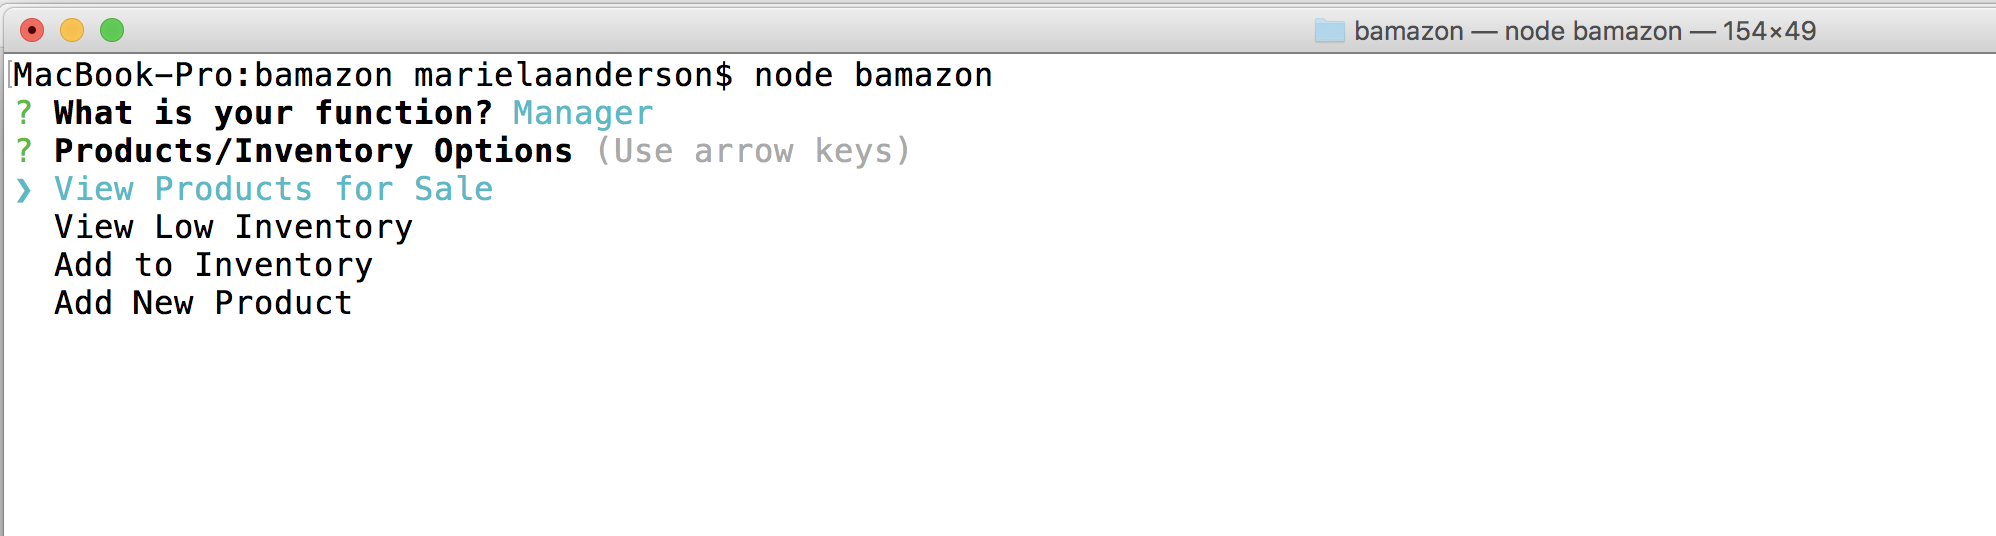 bamazon — node bamazon — 154×49
MacBook-Pro:bamazon marielaanderson$ node bamazon
? What is your function? Manager
? Products/Inventory Options (Use arrow keys)
❯ View Products for Sale
View Low Inventory
Add to Inventory
Add New Product